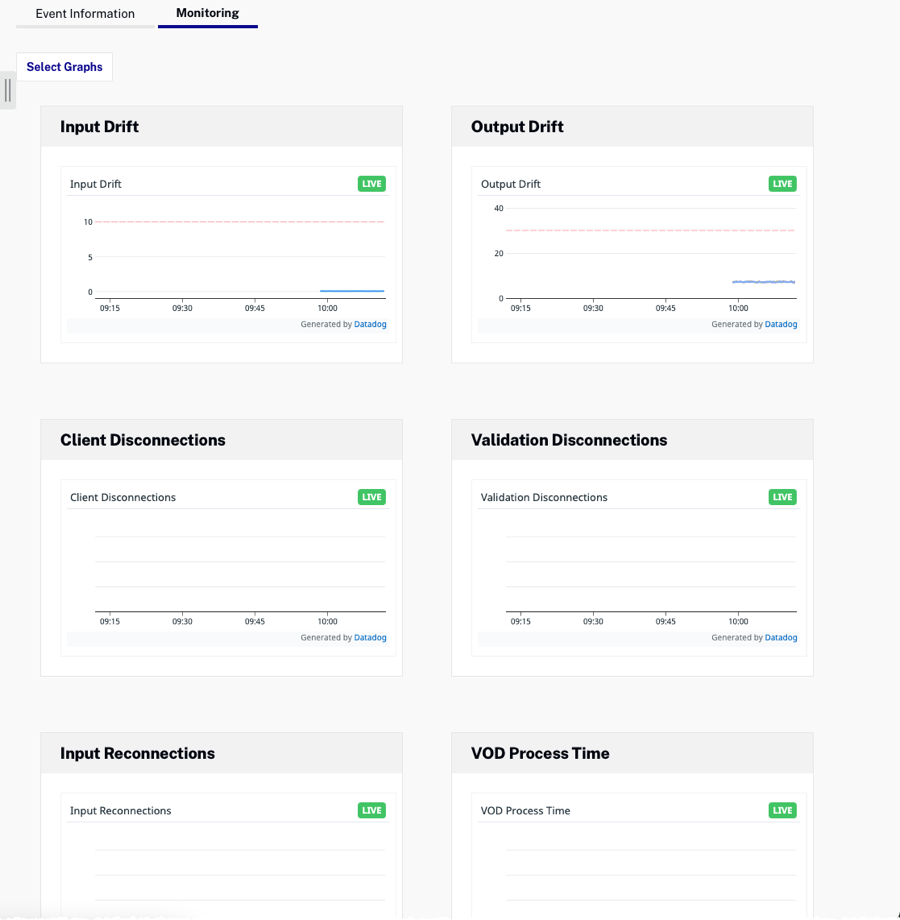 Event Information
Monitoring
Select Graphs
Input Drift
Input Drift
LIVE
10
5
0
09:15 09:30 09:45 10:00
Generated by Datadog
Output Drift
Output Drift
LIVE
40
20
0
09:15 09:30 09:45 10:00
Generated by Datadog
Client Disconnections
Client Disconnections
LIVE
09:15 09:30 09:45 10:00
Generated by Datadog
Validation Disconnections
Validation Disconnections
LIVE
09:15 09:30 09:45 10:00
Generated by Datadog
Input Reconnections
Input Reconnections
LIVE
VOD Process Time
VOD Process Time
LIVE